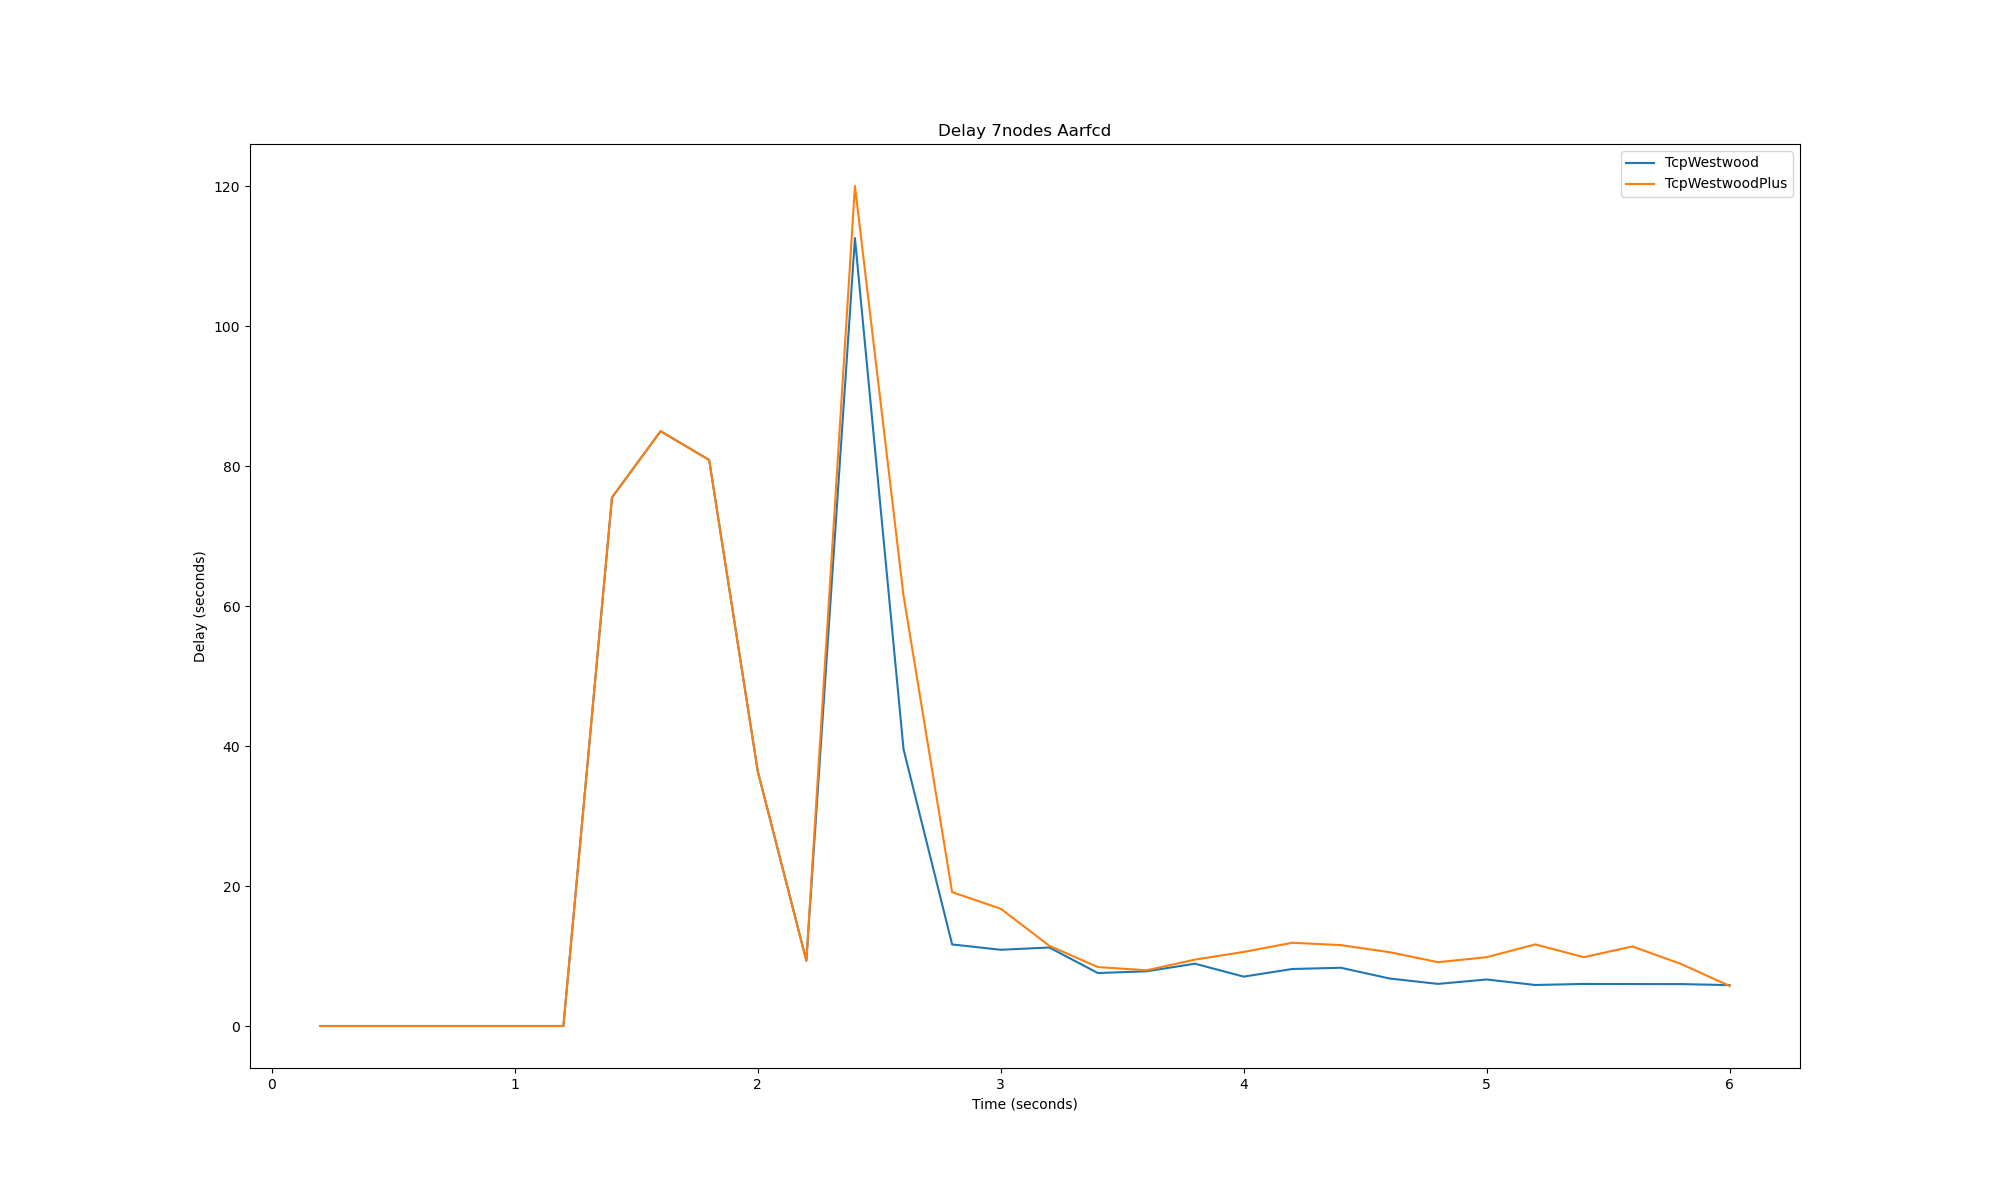 Delay 7nodes Aarfcd
TcpWestwood
TcpWestwoodPlus
120
100
80
60
40
20
0
Delay (seconds)
0 1 2 3 4 5 6
Time (seconds)